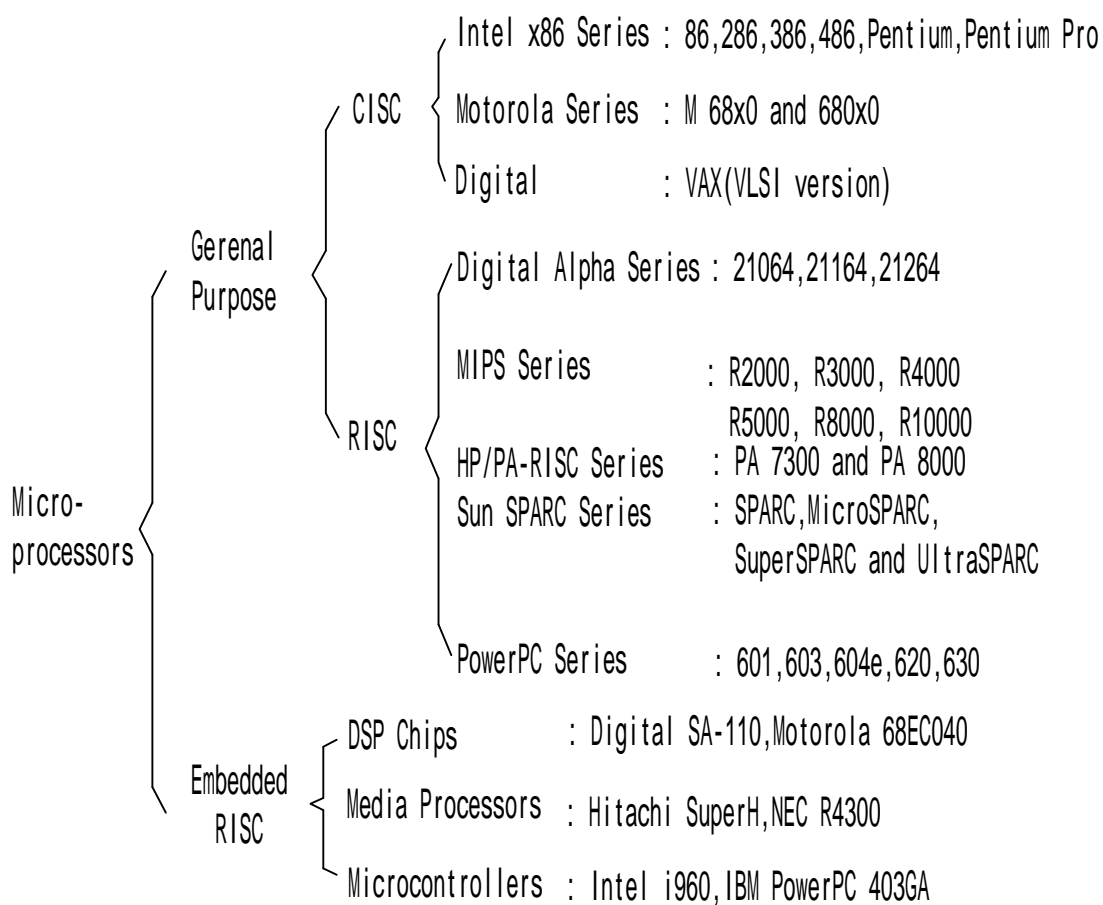 Intel x86 Series : 86,286,386,486,Pentium,Pentium Pro
CISC
Motorola Series : M 68x0 and 680x0
Digital : VAX(VLSI version)
Gerenal
Purpose
Digital Alpha Series : 21064,21164,21264
MIPS Series : R2000, R3000, R4000
R5000, R8000, R10000
RISC
HP/PA-RISC Series : PA 7300 and PA 8000
Sun SPARC Series : SPARC,MicroSPARC,
SuperSPARC and UltraSPARC
Micro-
processors
PowerPC Series : 601,603,604e,620,630
DSP Chips : Digital SA-110,Motorola 68EC040
Embedded
RISC
Media Processors : Hitachi SuperH,NEC R4300
Microcontrollers : Intel i960,IBM PowerPC 403GA